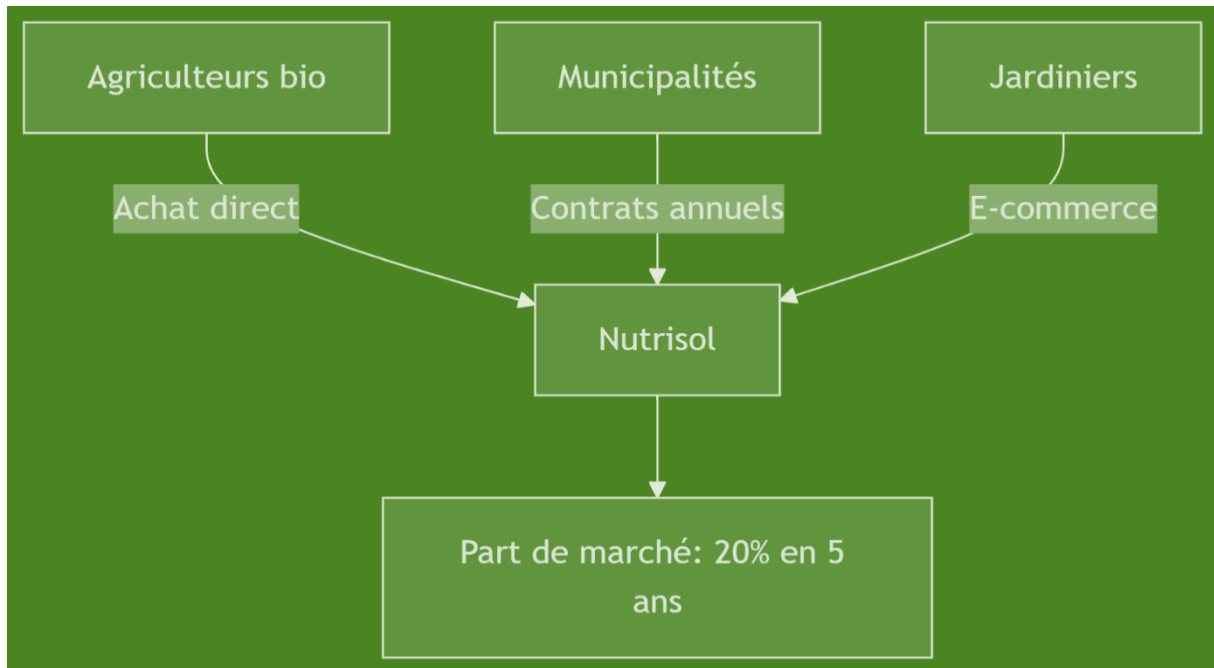 Agriculteurs bio
Municipalités
Jardiniers
Achat direct
Contrats annuels
E-commerce
Nutrisol
Part de marché: 20% en 5
ans